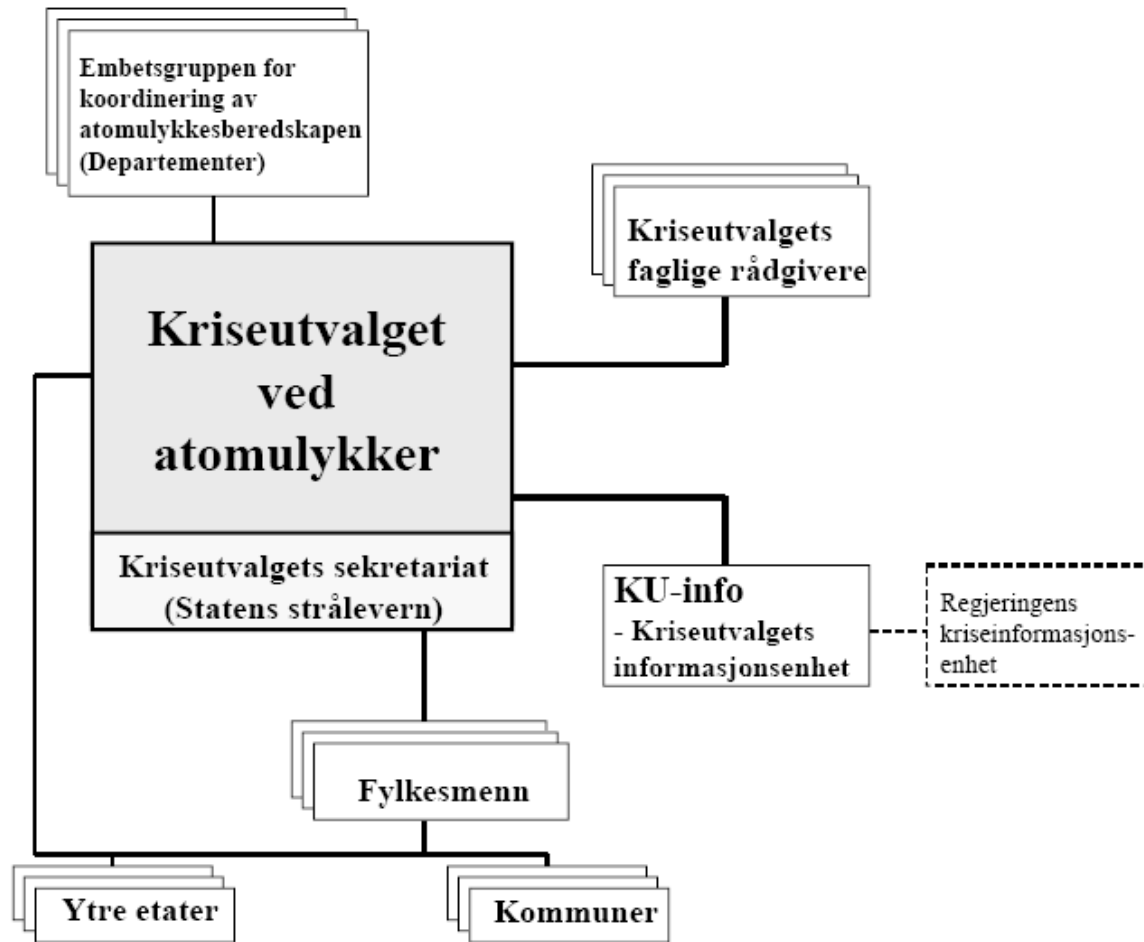 Embetsgruppen for
koordinering av
atomulykkesberedskapen
(Departementer)
Kriseutvalgets
faglige rådgivere
Kriseutvalget
ved
atomulykker
Kriseutvalgets sekretariat
(Statens strålevern)
KU-info
- Kriseutvalgets
informasjonsenhet
Regjeringens
kriseinformasjons-
enhet
Fylkesmenn
Ytre etater
Kommuner